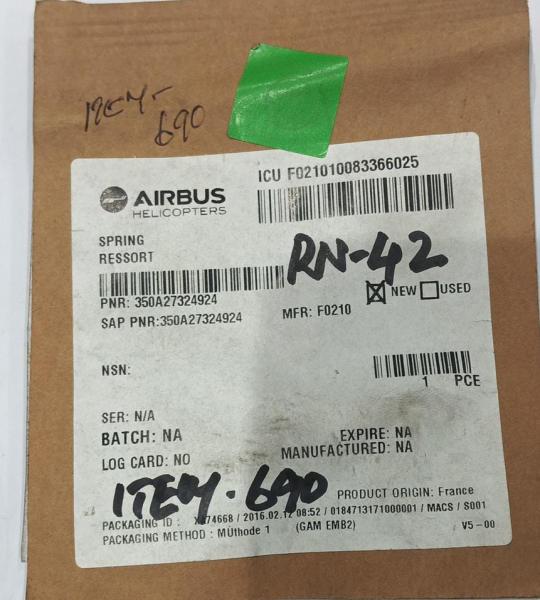 ITEM-
690
ICU F021010083366025
AIRBUS
HELICOPTERS
SPRING
RESSORT
RN-42
PNR: 350A27324924
SAP PNR:350A27324924
MFR: F0210
NEW USED
NSN:
1 PCE
SER: N/A
BATCH: NA
EXPIRE: NA
LOG CARD: NO
MANUFACTURED: NA
ITEM-690
PRODUCT ORIGIN: France
PACKAGING ID : / 2016.02.12 08:52 / 0184713171000001 / MACS / S001
PACKAGING METHOD : MUthode 1 (GAM EMB2) V5-00